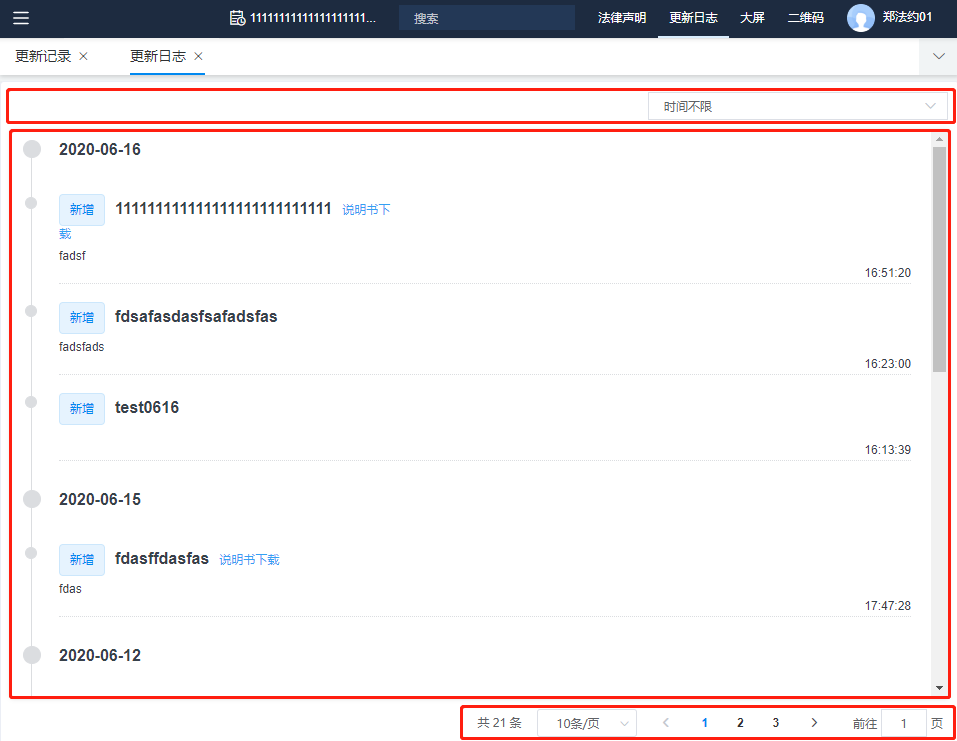 11111111111111111111... 搜索 法律声明 更新日志 大屏 二维码 郑法约01
更新记录 × 更新日志 ×
时间不限
2020-06-16
新增 1111111111111111111111111111 说明书下
载
fadsf
16:51:20
新增 fdsafasdasfsafadsfas
fadsfads
16:23:00
新增 test0616
16:13:39
2020-06-15
新增 fdasffdasfas 说明书下载
fdas
17:47:28
2020-06-12
共 21 条 10条/页 < 1 2 3 > 前往 1 页